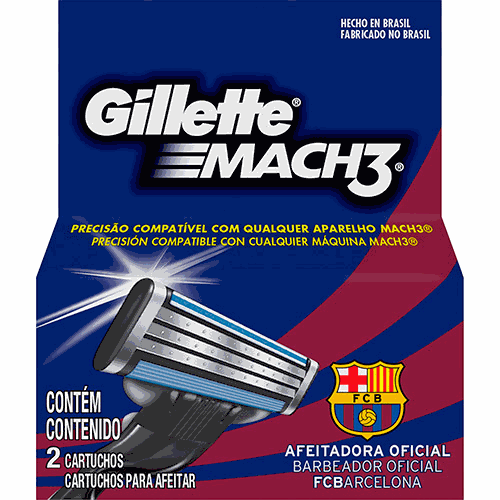 HECHO EN BRASIL
FABRICADO NO BRASIL
Gillette®
MACH3®
PRECISÃO COMPATÍVEL COM QUALQUER APARELHO MACH3®
PRECISIÓN COMPATIBLE CON CUALQUIER MÁQUINA MACH3®
CONTÉM
CONTENIDO
2 CARTUCHOS
CARTUCHOS PARA AFEITAR
FCB
AFEITADORA OFICIAL
BARBEADOR OFICIAL
FCBARCELONA